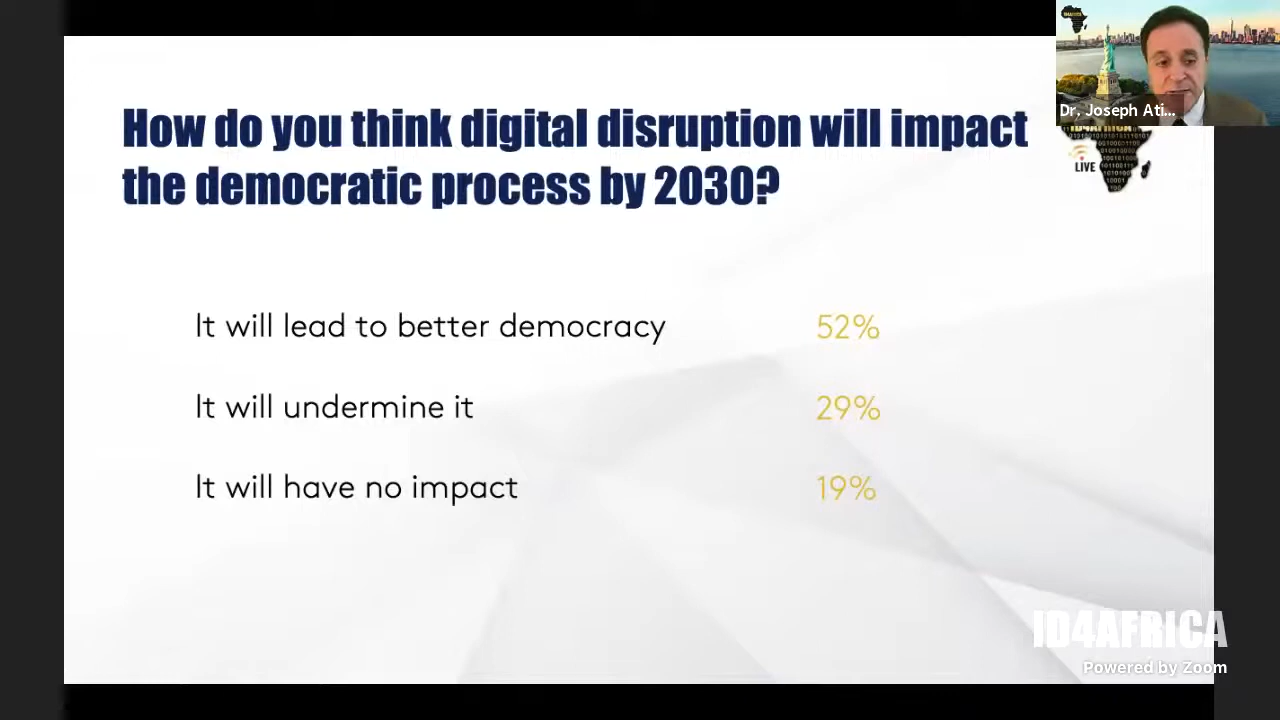 How do you think digital disruption will impact
the democratic process by 2030?
Dr. Joseph Ati...
LIVE
It will lead to better democracy 52%
It will undermine it 29%
It will have no impact 19%
ID4AFRICA
Powered by Zoom